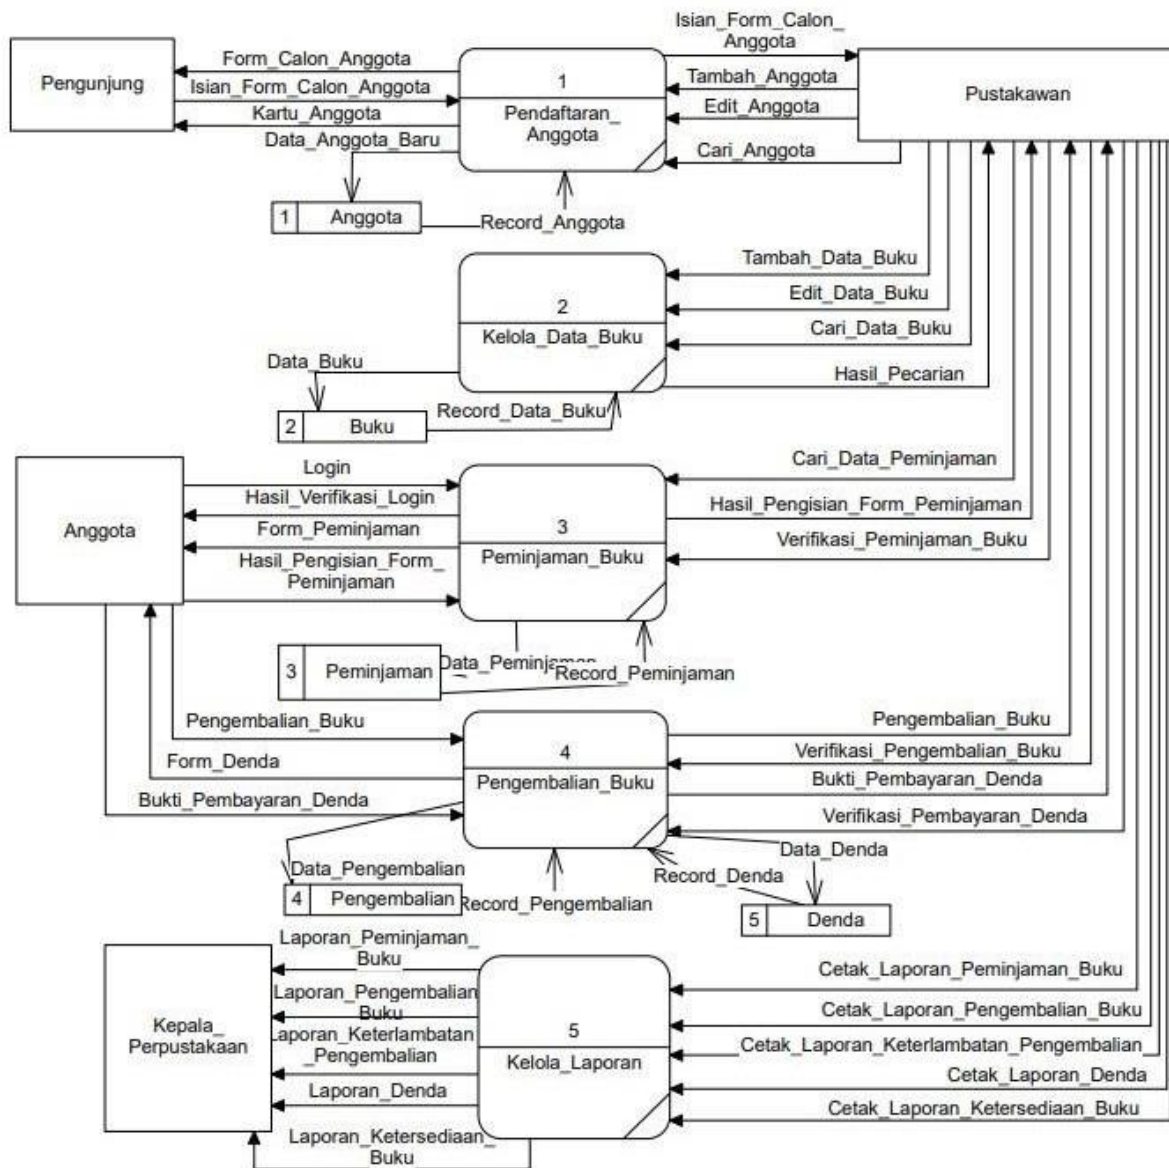 Isian_Form_Calon_
Anggota
Pengunjung
Form_Calon_Anggota
Isian_Form_Calon_Anggota
Kartu_Anggota
Data_Anggota_Baru
1
Pendaftaran_
Anggota
Tambah_Anggota
Edit_Anggota
Cari_Anggota
Pustakawan
1 Anggota
Record_Anggota
2
Kelola_Data_Buku
Tambah_Data_Buku
Edit_Data_Buku
Cari_Data_Buku
Hasil_Pecarian
Data_Buku
2 Buku
Record_Data_Buku
Anggota
Login
Hasil_Verifikasi_Login
Form_Peminjaman
Hasil_Pengisian_Form_
Peminjaman
3
Peminjaman_Buku
Cari_Data_Peminjaman
Hasil_Pengisian_Form_Peminjaman
Verifikasi_Peminjaman_Buku
3 Peminjaman
Data_Peminjaman
Record_Peminjaman
Pengembalian_Buku
Form_Denda
Bukti_Pembayaran_Denda
4
Pengembalian_Buku
Pengembalian_Buku
Verifikasi_Pengembalian_Buku
Bukti_Pembayaran_Denda
Verifikasi_Pembayaran_Denda
Data_Pengembalian
4 Pengembalian
Record_Pengembalian
Data_Denda
Record_Denda
5 Denda
Kepala_
Perpustakaan
Laporan_Peminjaman_
Buku
Laporan_Pengembalian
Buku
Laporan_Keterlambatan
_Pengembalian
Laporan_Denda
Laporan_Ketersediaan_
Buku
5
Kelola_Laporan
Cetak_Laporan_Peminjaman_Buku
Cetak_Laporan_Pengembalian_Buku
Cetak_Laporan_Keterlambatan_Pengembalian
Cetak_Laporan_Denda
Cetak_Laporan_Ketersediaan_Buku